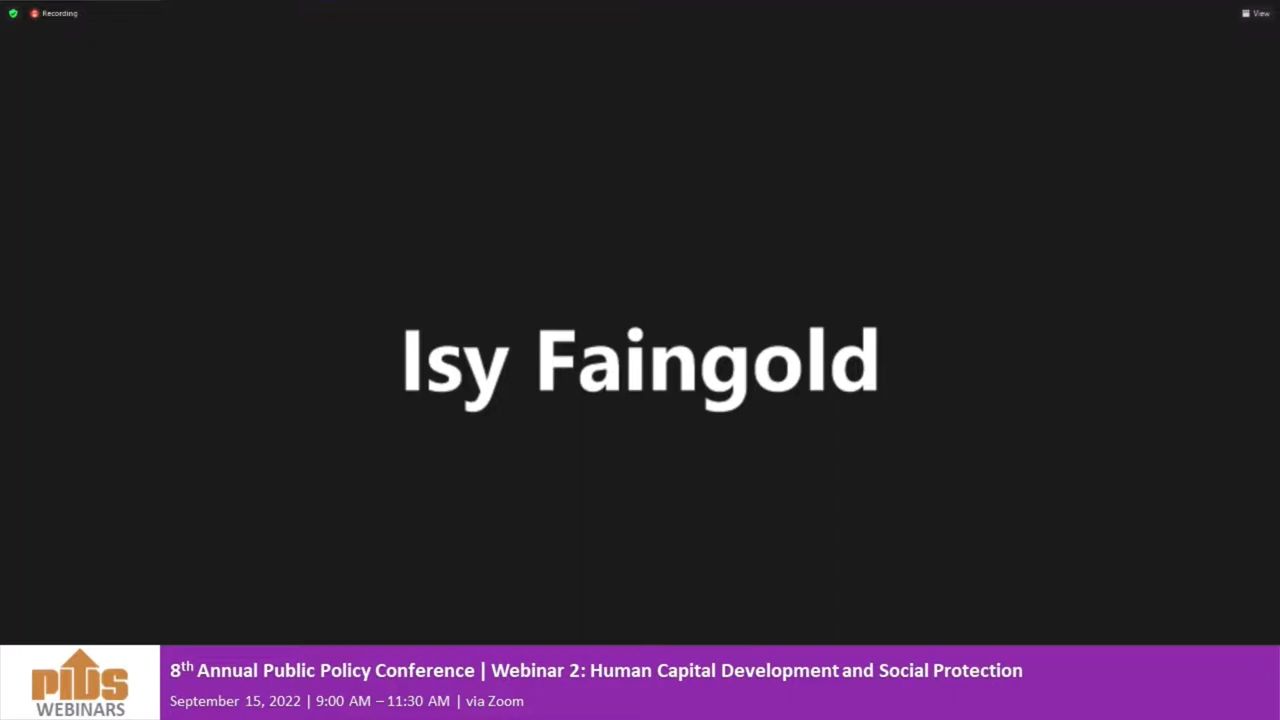 Recording
View
Isy Faingold
PIDS
WEBINARS
8th Annual Public Policy Conference | Webinar 2: Human Capital Development and Social Protection
September 15, 2022 | 9:00 AM – 11:30 AM | via Zoom